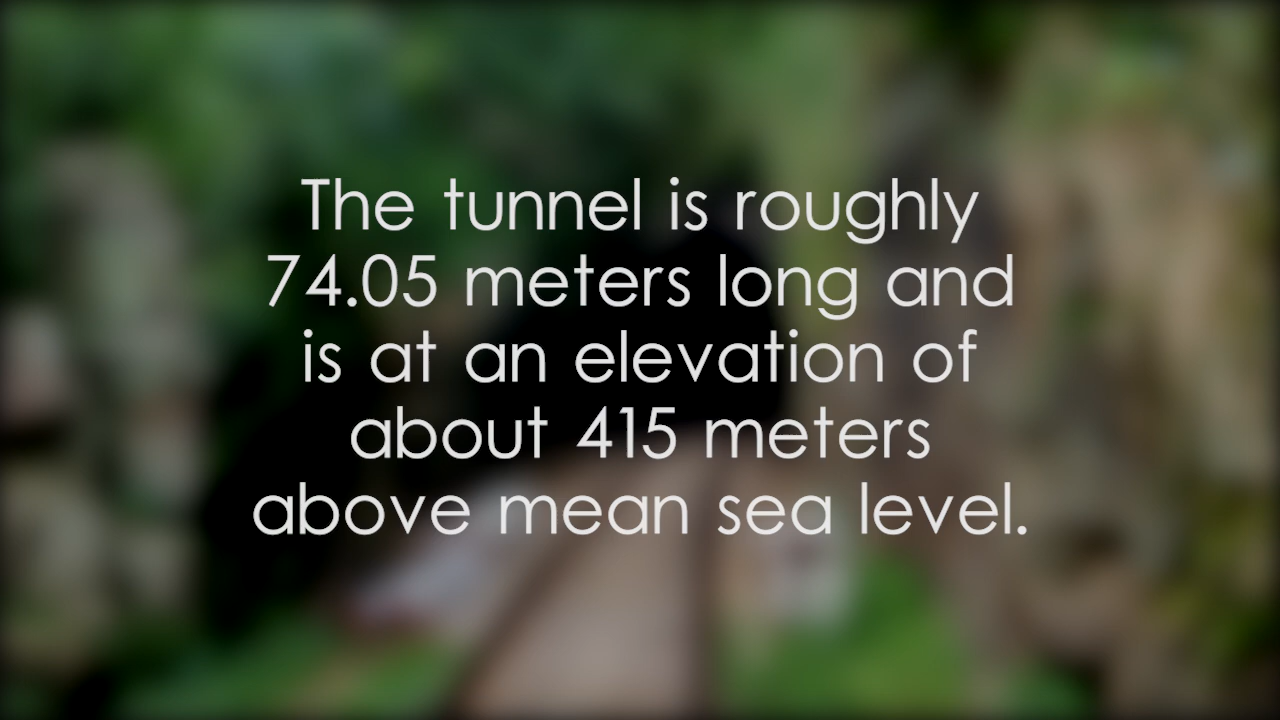 The tunnel is roughly
74.05 meters long and
is at an elevation of
about 415 meters
above mean sea level.